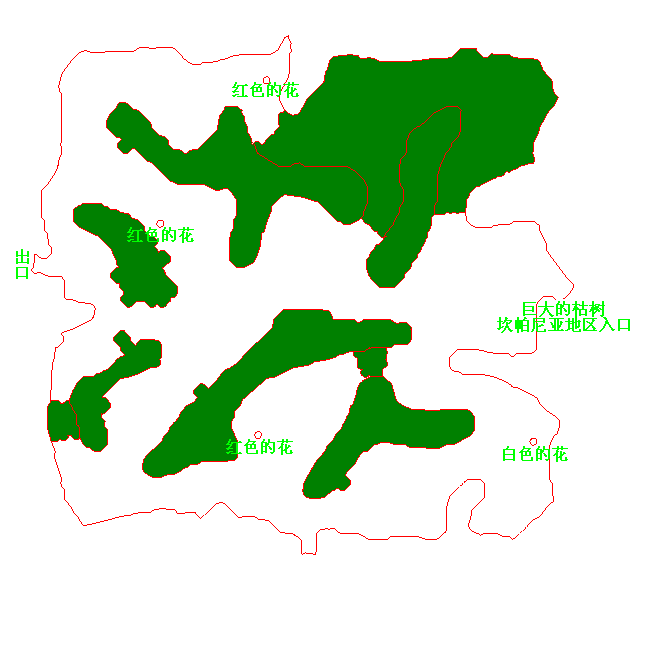 红色的花
红色的花
出
口
巨大的枯树
坎帕尼亚地区入口
红色的花
白色的花